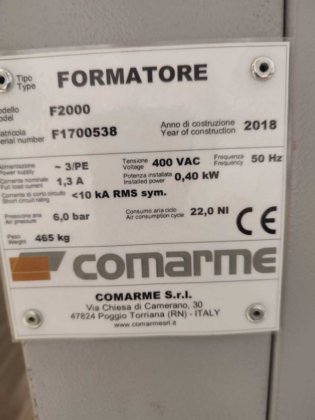 Tipo FORMATORE
Type
odello F2000
odel
atricola F1700538 Anno di costruzione 2018
erial number Year of construction
Alimentazione ~ 3/PE Tensione 400 VAC Frequenza 50 Hz
Power supply Voltage Frequency
Corrente nominale 1,3 A Potenza installata 0,40 kW
Full load current Installed power
Corrente di corto circuito <10 kA RMS sym.
Short circuit rating
Pressione aria 6,0 bar Consumo aria ciclo 22,0 Nl CE
Air pressure Air consumption cycle
Peso 465 kg
Weight
comarme
COMARME S.r.l.
Via Chiesa di Camerano, 30
47824 Poggio Torriana (RN) - ITALY
www.comarmesrl.it